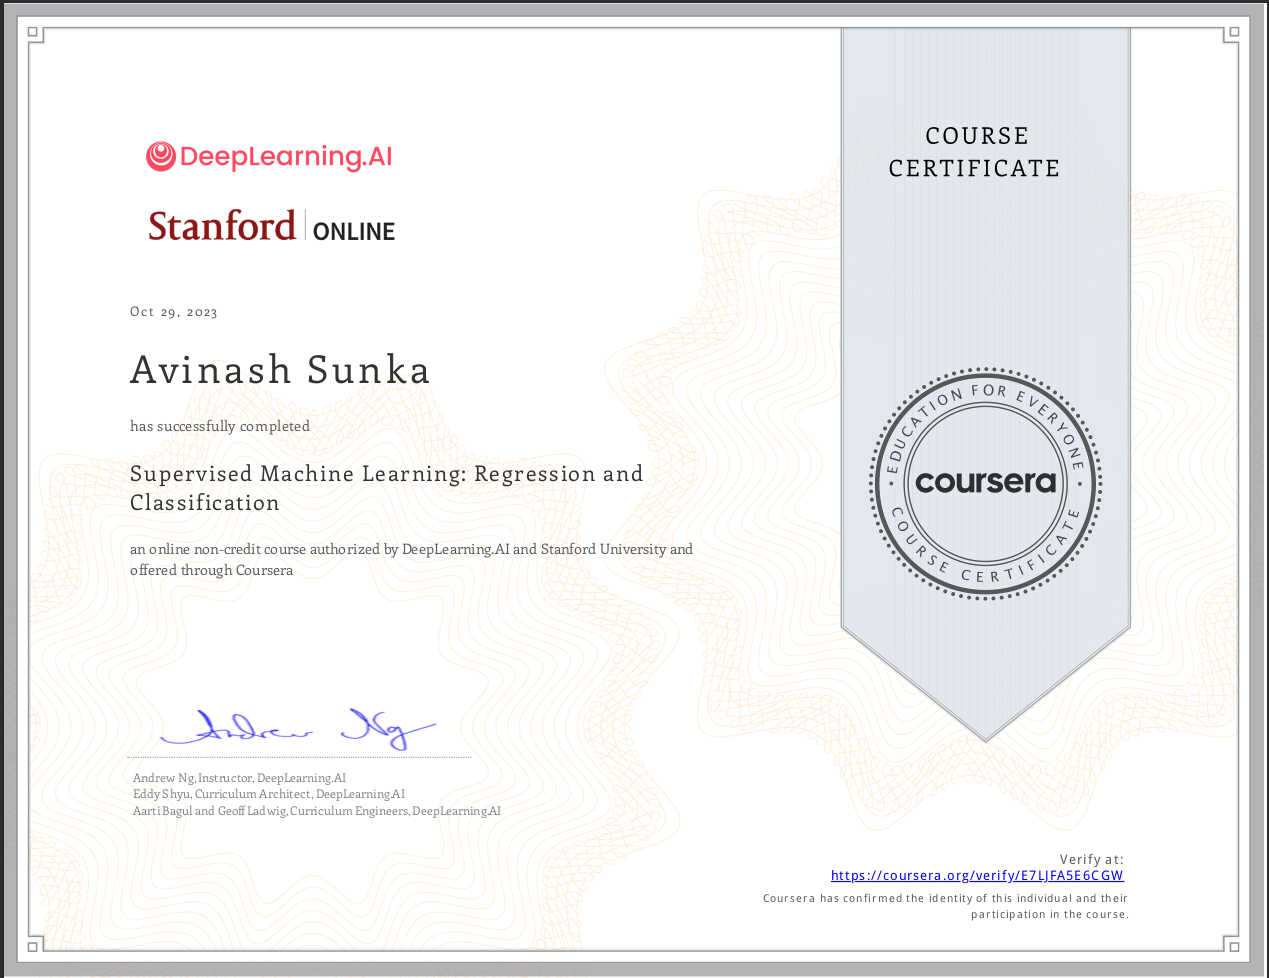 DeepLearning.AI
Stanford ONLINE
COURSE
CERTIFICATE
Oct 29, 2023
Avinash Sunka
has successfully completed
Supervised Machine Learning: Regression and
Classification
an online non-credit course authorized by DeepLearning.AI and Stanford University and
offered through Coursera
EDUCATION FOR EVERYONE
coursera
COURSE CERTIFICATE
Andrew Ng
Andrew Ng, Instructor, DeepLearning.AI
Eddy Shyu, Curriculum Architect, DeepLearning.AI
Aarti Bagul and Geoff Ladwig, Curriculum Engineers, DeepLearning.AI
Verify at:
https://coursera.org/verify/E7LJFA5E6CGW
Coursera has confirmed the identity of this individual and their
participation in the course.